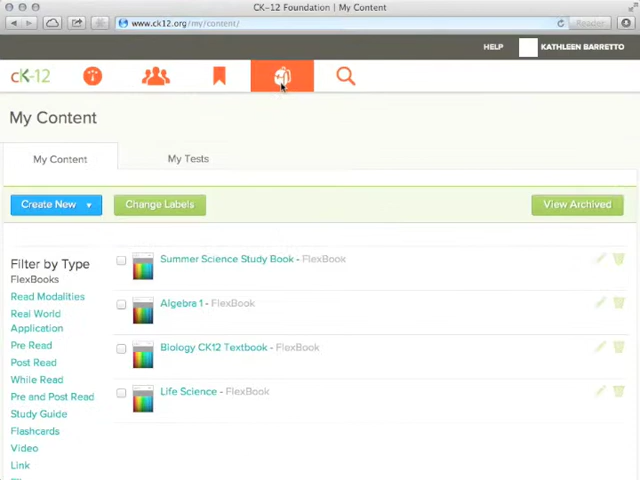 CK-12 Foundation | My Content
www.ck12.org/my/content/
Reader
HELP
KATHLEEN BARRETTO
cK-12
My Content
My Content
My Tests
Create New
Change Labels
View Archived
Filter by Type
FlexBooks
Read Modalities
Real World
Application
Pre Read
Post Read
While Read
Pre and Post Read
Study Guide
Flashcards
Video
Link
Summer Science Study Book - FlexBook
Algebra 1 - FlexBook
Biology CK12 Textbook - FlexBook
Life Science - FlexBook